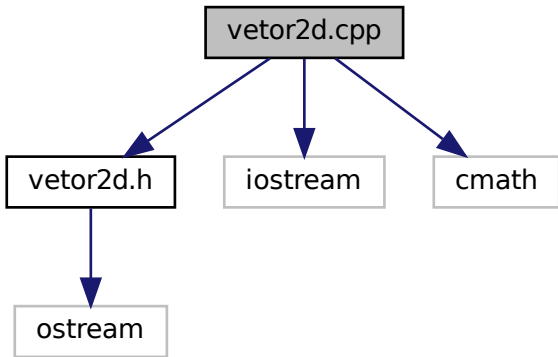 vetor2d.cpp
vetor2d.h
iostream
cmath
ostream